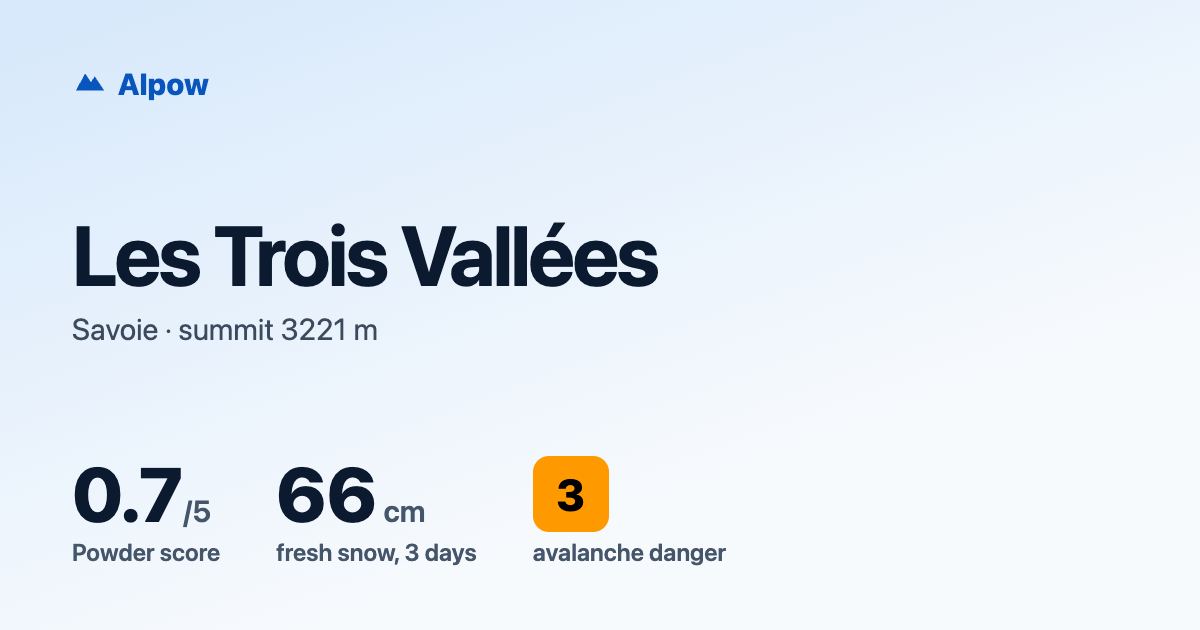 Alpow
Les Trois Vallées
Savoie · summit 3221 m
0.7/5
Powder score
66 cm
fresh snow, 3 days
3
avalanche danger